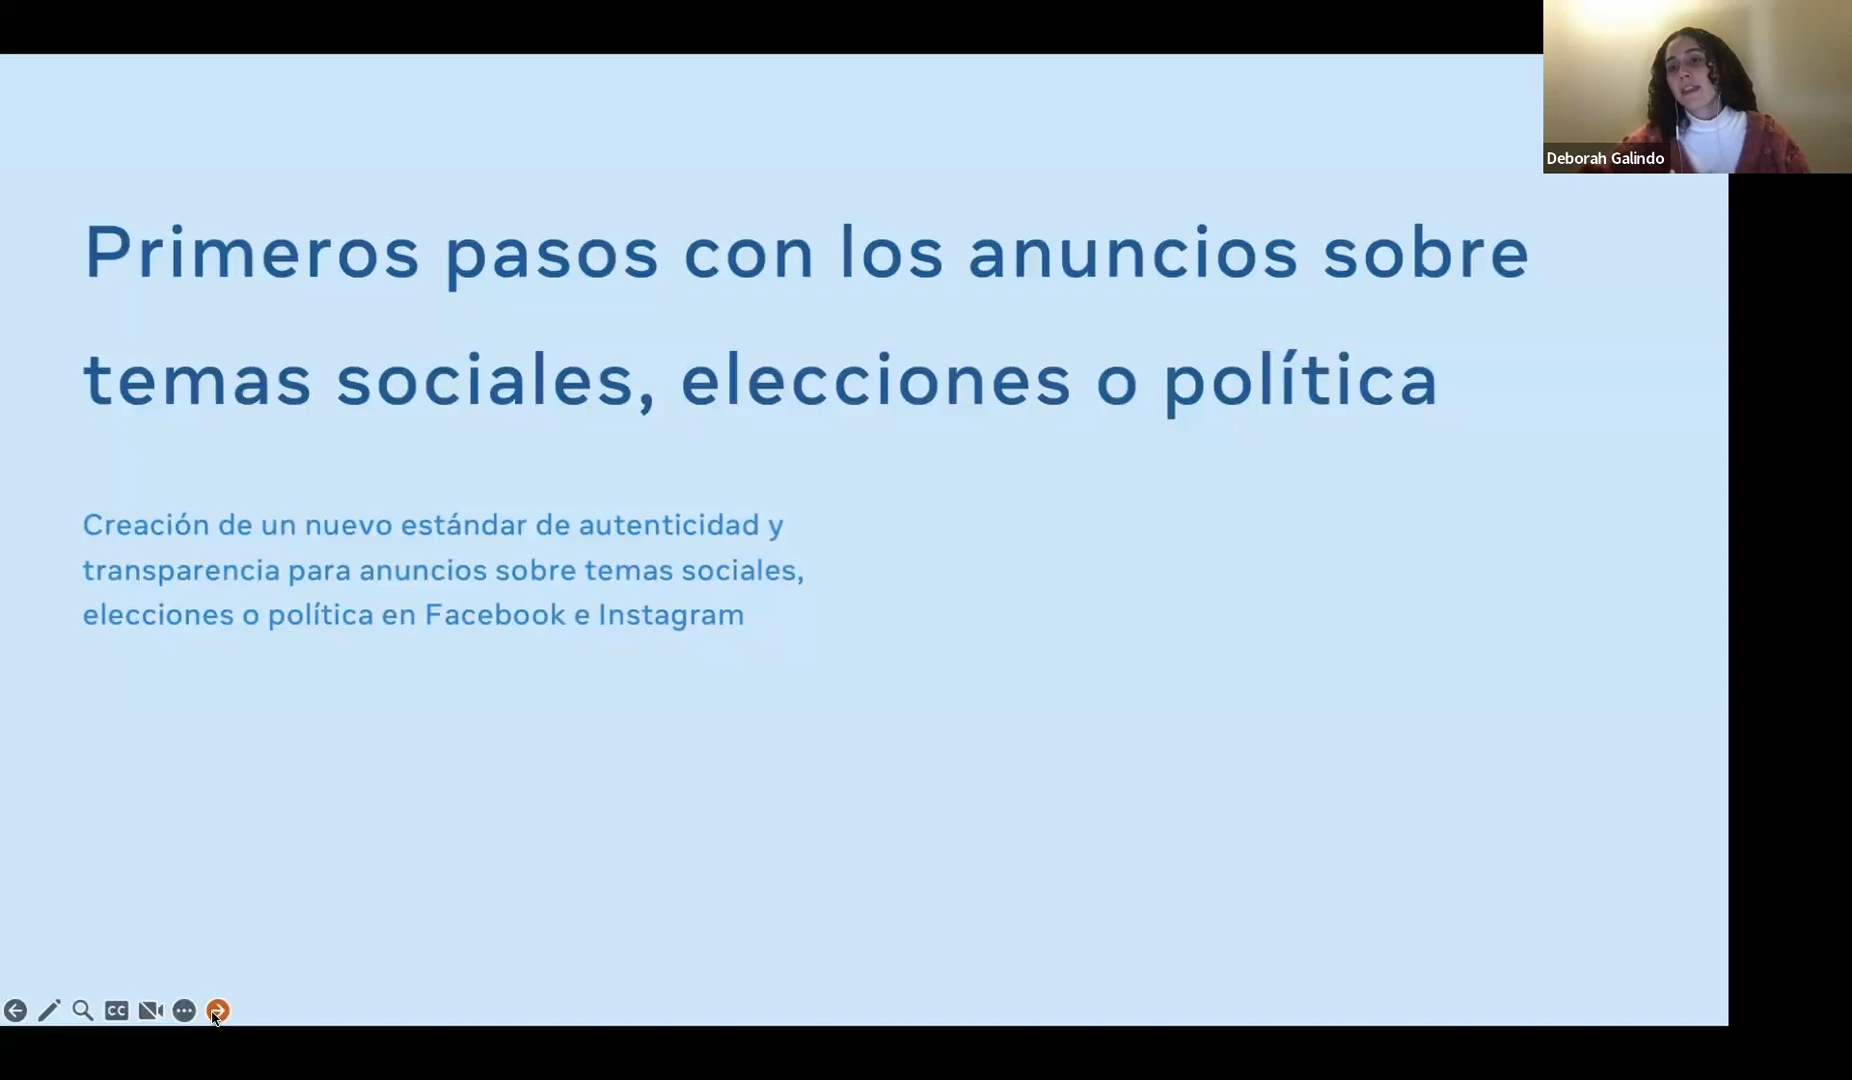 Deborah Galindo
Primeros pasos con los anuncios sobre
temas sociales, elecciones o política
Creación de un nuevo estándar de autenticidad y
transparencia para anuncios sobre temas sociales,
elecciones o política en Facebook e Instagram
CC